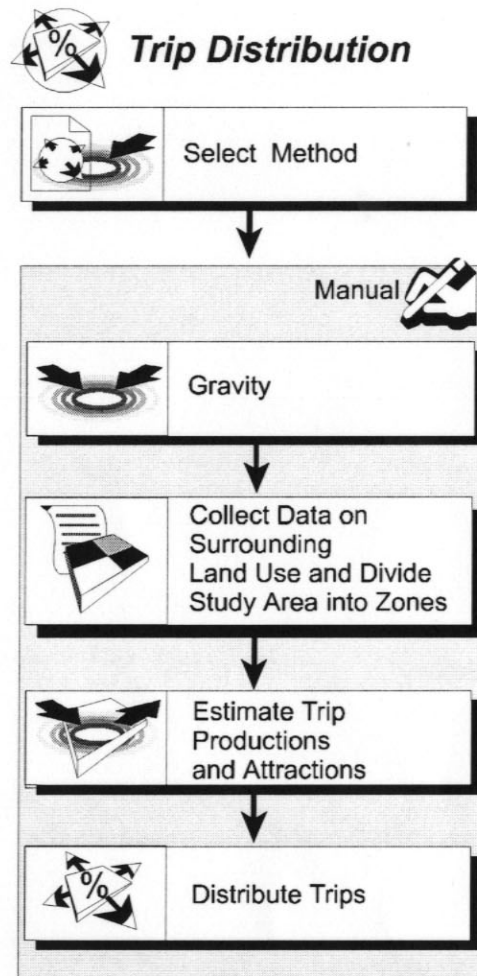 %
Trip Distribution
Select Method
Manual
Gravity
Collect Data on
Surrounding
Land Use and Divide
Study Area into Zones
Estimate Trip
Productions
and Attractions
%
Distribute Trips